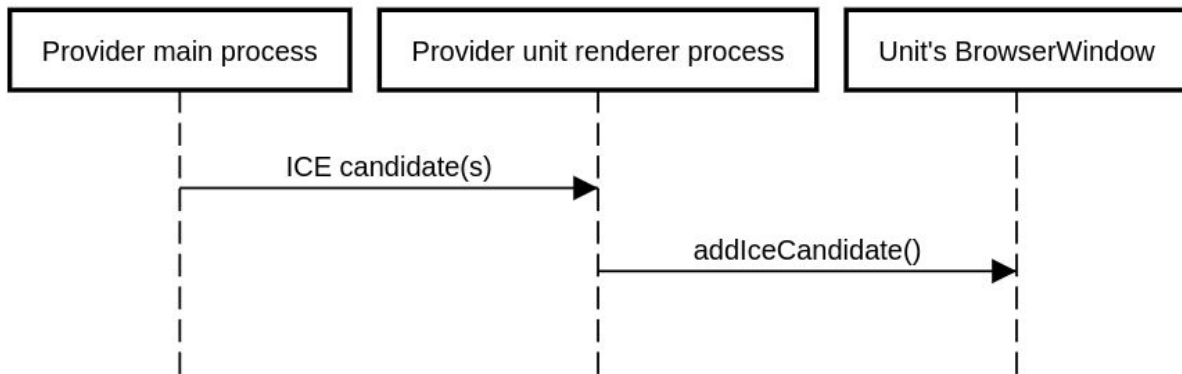 Provider main process
Provider unit renderer process
Unit's BrowserWindow
ICE candidate(s)
addIceCandidate()